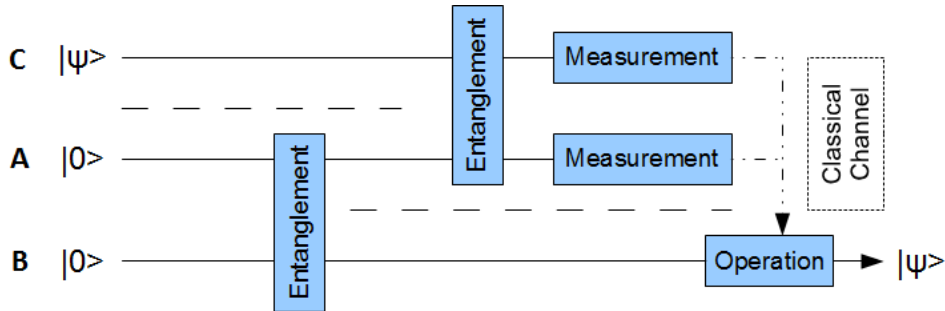 C |ψ> Entanglement Measurement
Classical
Channel
A |0> Entanglement Measurement
B |0> Operation |ψ>